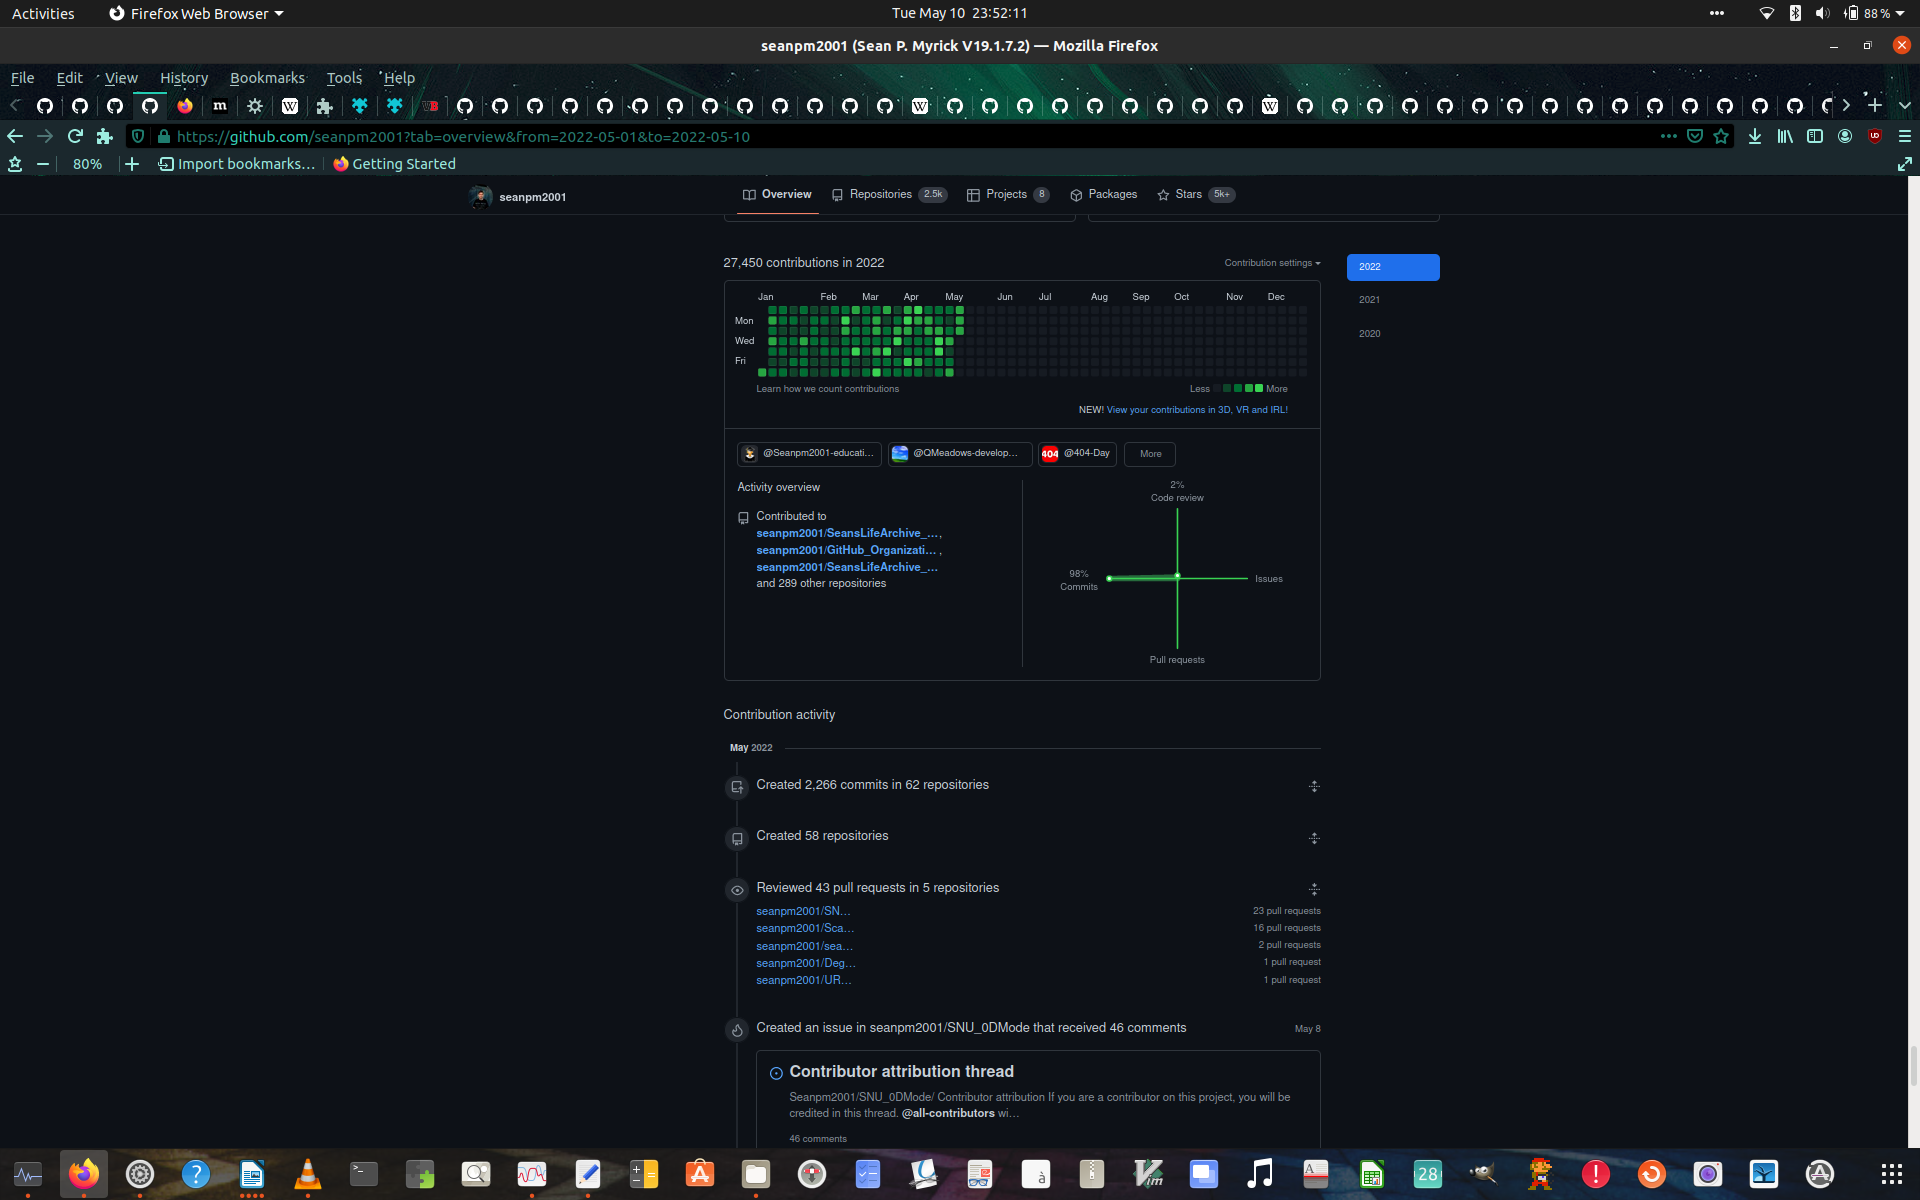 Activities
Firefox Web Browser
Tue May 10 23:52:11
88 %
seanpm2001 (Sean P. Myrick V19.1.7.2) — Mozilla Firefox
File Edit View History Bookmarks Tools Help
https://github.com/seanpm2001?tab=overview&from=2022-05-01&to=2022-05-10
80%
Import bookmarks...
Getting Started
seanpm2001
Overview
Repositories 2.5k
Projects 8
Packages
Stars 5k+
27,450 contributions in 2022
Contribution settings
2022
2021
2020
Jan Feb Mar Apr May Jun Jul Aug Sep Oct Nov Dec
Mon
Wed
Fri
Learn how we count contributions
Less More
NEW! View your contributions in 3D, VR and IRL!
@Seanpm2001-educati...
@QMeadows-develop...
404 @404-Day
More
Activity overview
Contributed to
seanpm2001/SeansLifeArchive_...,
seanpm2001/GitHub_Organizati... ,
seanpm2001/SeansLifeArchive_...
and 289 other repositories
2%
Code review
98%
Commits
Issues
Pull requests
Contribution activity
May 2022
Created 2,266 commits in 62 repositories
Created 58 repositories
Reviewed 43 pull requests in 5 repositories
seanpm2001/SN... 23 pull requests
seanpm2001/Sca... 16 pull requests
seanpm2001/sea... 2 pull requests
seanpm2001/Deg... 1 pull request
seanpm2001/UR... 1 pull request
Created an issue in seanpm2001/SNU_0DMode that received 46 comments
May 8
Contributor attribution thread
Seanpm2001/SNU_0DMode/ Contributor attribution If you are a contributor on this project, you will be
credited in this thread. @all-contributors wi...
46 comments
28